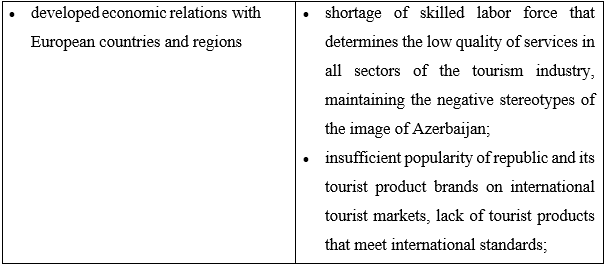 • developed economic relations with
European countries and regions
• shortage of skilled labor force that
determines the low quality of services in
all sectors of the tourism industry,
maintaining the negative stereotypes of
the image of Azerbaijan;
• insufficient popularity of republic and its
tourist product brands on international
tourist markets, lack of tourist products
that meet international standards;